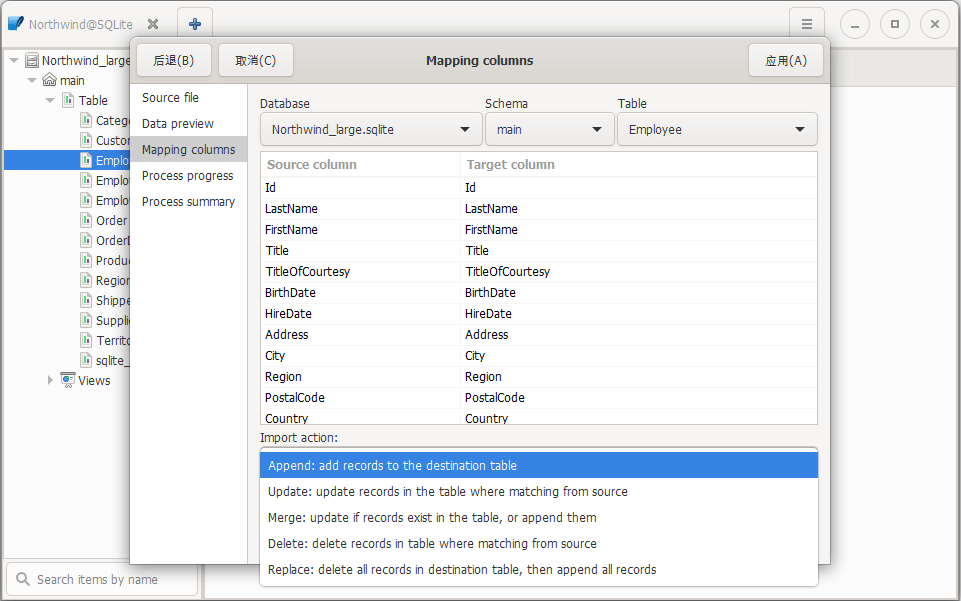 Northwind@SQLite
后退(B)
取消(C)
Mapping columns
应用(A)
Northwind_large
main
Table
Categ
Custo
Emplo
Emplo
Emplo
Order
OrderD
Produ
Region
Shippe
Suppli
Territo
sqlite_
Views
Search items by name
Source file
Data preview
Mapping columns
Process progress
Process summary
Database Schema Table
Northwind_large.sqlite main Employee
Source column Target column
Id Id
LastName LastName
FirstName FirstName
Title Title
TitleOfCourtesy TitleOfCourtesy
BirthDate BirthDate
HireDate HireDate
Address Address
City City
Region Region
PostalCode PostalCode
Country Country
Import action:
Append: add records to the destination table
Update: update records in the table where matching from source
Merge: update if records exist in the table, or append them
Delete: delete records in table where matching from source
Replace: delete all records in destination table, then append all records